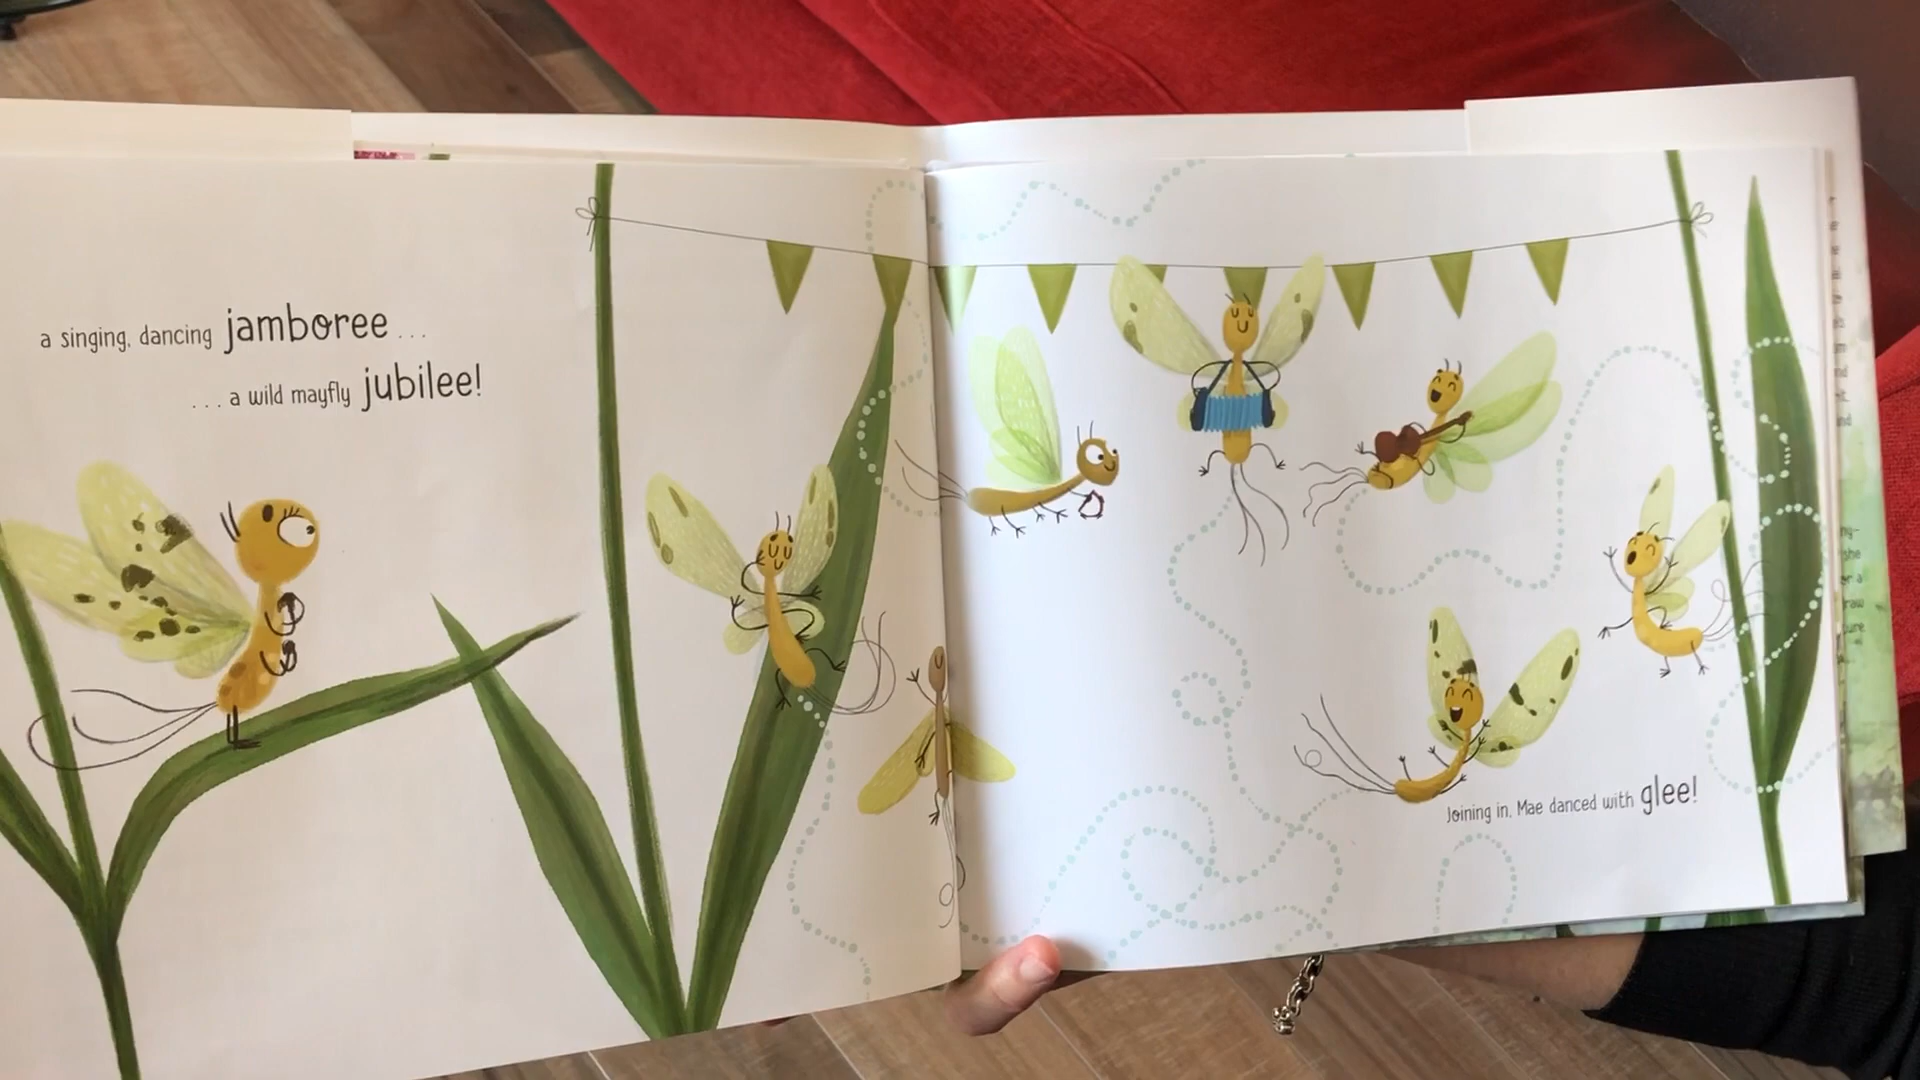 a singing, dancing jamboree ...
... a wild mayfly jubilee!
Joining in, Mae danced with glee!